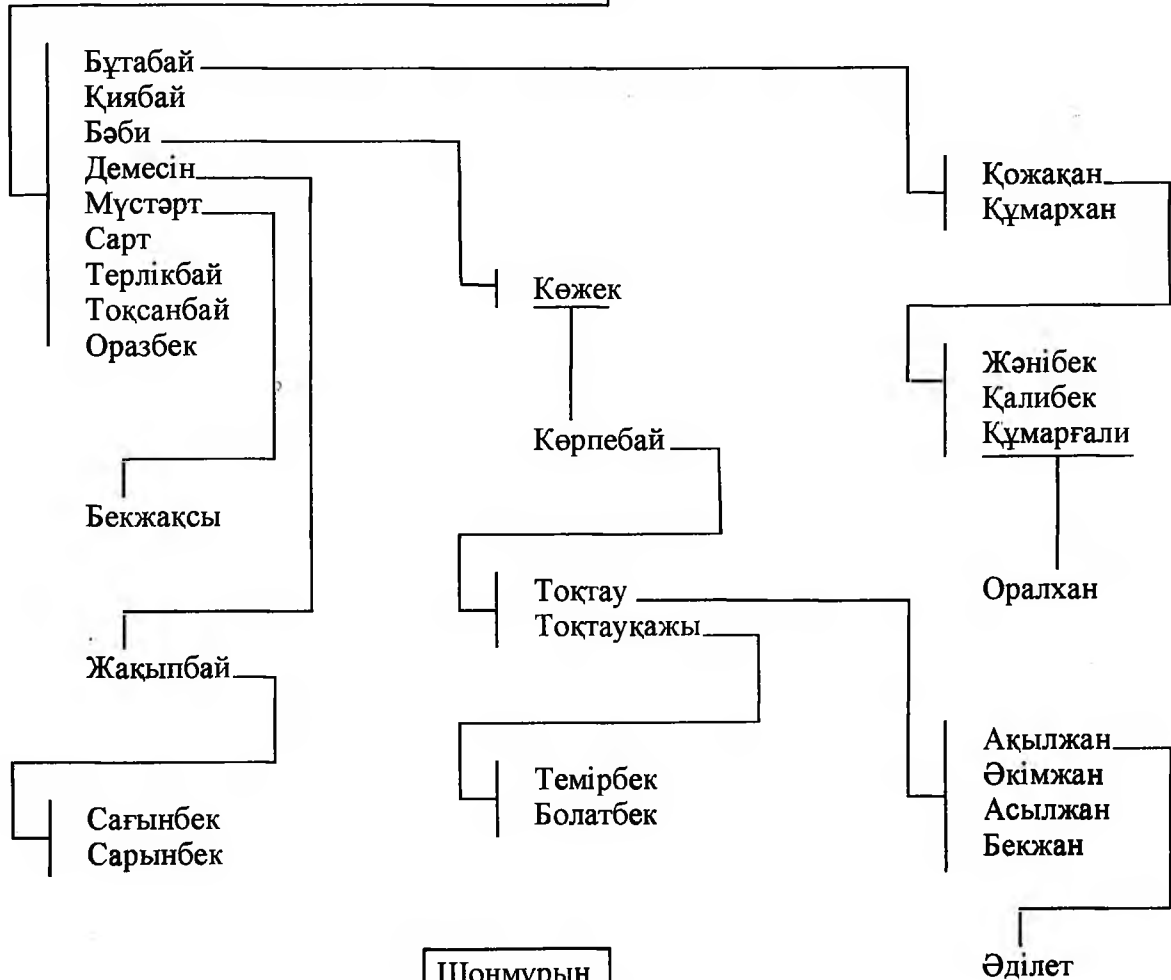 Бұтабай
Қиябай
Бәби
Демесін
Мүстәрт
Сарт
Терлікбай
Тоқсанбай
Оразбек
Бекжақсы
Жақыпбай
Сағынбек
Сарынбек
Көжек
Көрпебай
Тоқтау
Тоқтауқажы
Темірбек
Болатбек
Қожақан
Құмархан
Жәнібек
Қалибек
Құмарғали
Оралхан
Ақылжан
Әкімжан
Асылжан
Бекжан
Әділет
Шонмұрын